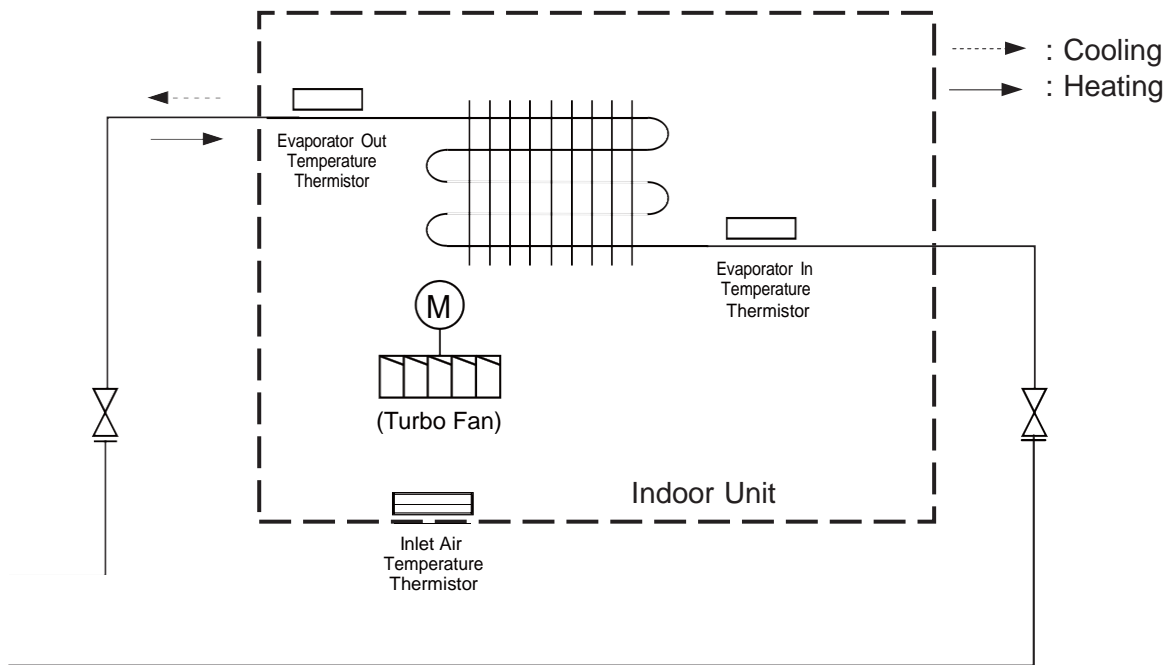 : Cooling
: Heating
Evaporator Out
Temperature
Thermistor
Evaporator In
Temperature
Thermistor
M
(Turbo Fan)
Indoor Unit
Inlet Air
Temperature
Thermistor